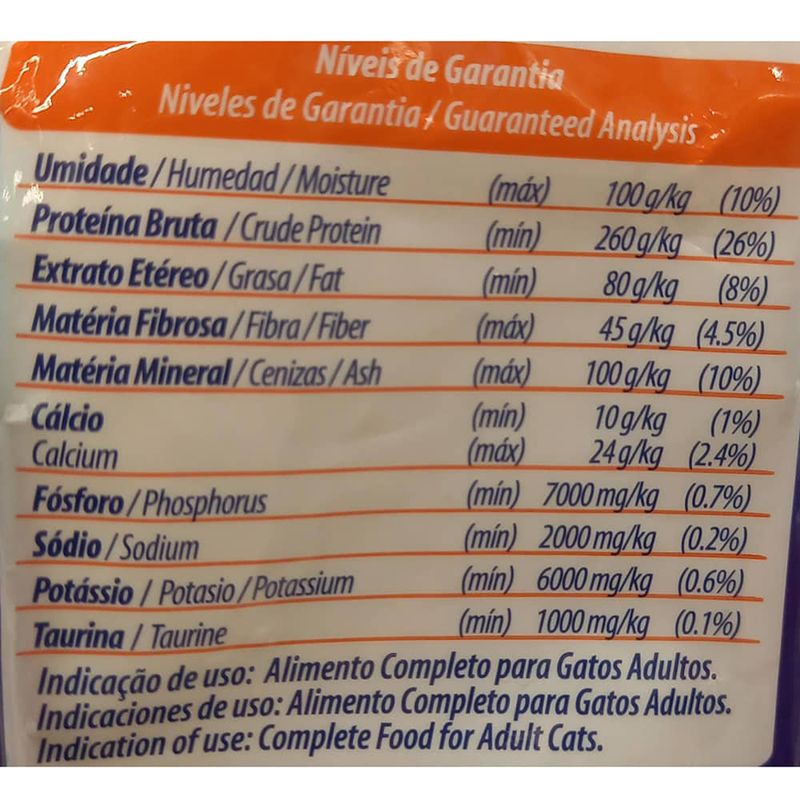 Níveis de Garantia
Niveles de Garantia / Guaranteed Analysis
Umidade / Humedad / Moisture (máx) 100 g/kg (10%)
Proteína Bruta / Crude Protein (mín) 260 g/kg (26%)
Extrato Etéreo / Grasa / Fat (mín) 80 g/kg (8%)
Matéria Fibrosa / Fibra / Fiber (máx) 45 g/kg (4.5%)
Matéria Mineral / Cenizas / Ash (máx) 100 g/kg (10%)
Cálcio (mín) 10 g/kg (1%)
Calcium (máx) 24 g/kg (2.4%)
Fósforo / Phosphorus (mín) 7000 mg/kg (0.7%)
Sódio / Sodium (mín) 2000 mg/kg (0.2%)
Potássio / Potasio / Potassium (mín) 6000 mg/kg (0.6%)
Taurina / Taurine (mín) 1000 mg/kg (0.1%)
Indicação de uso: Alimento Completo para Gatos Adultos.
Indicaciones de uso: Alimento Completo para Gatos Adultos.
Indication of use: Complete Food for Adult Cats.